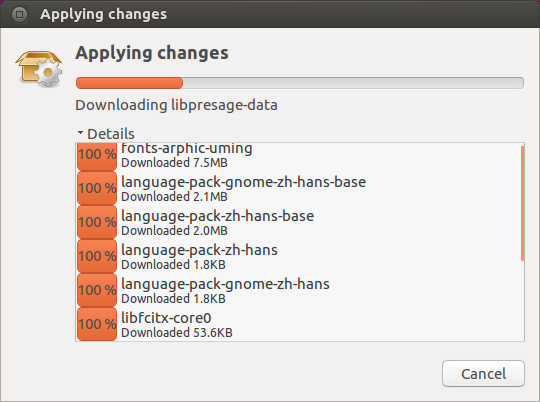 Applying changes
Applying changes
Downloading libpresage-data
Details
100 % fonts-arphic-uming
Downloaded 7.5MB
100 % language-pack-gnome-zh-hans-base
Downloaded 2.1MB
100 % language-pack-zh-hans-base
Downloaded 2.0MB
100 % language-pack-zh-hans
Downloaded 1.8KB
100 % language-pack-gnome-zh-hans
Downloaded 1.8KB
100 % libfcitx-core0
Downloaded 53.6KB
Cancel